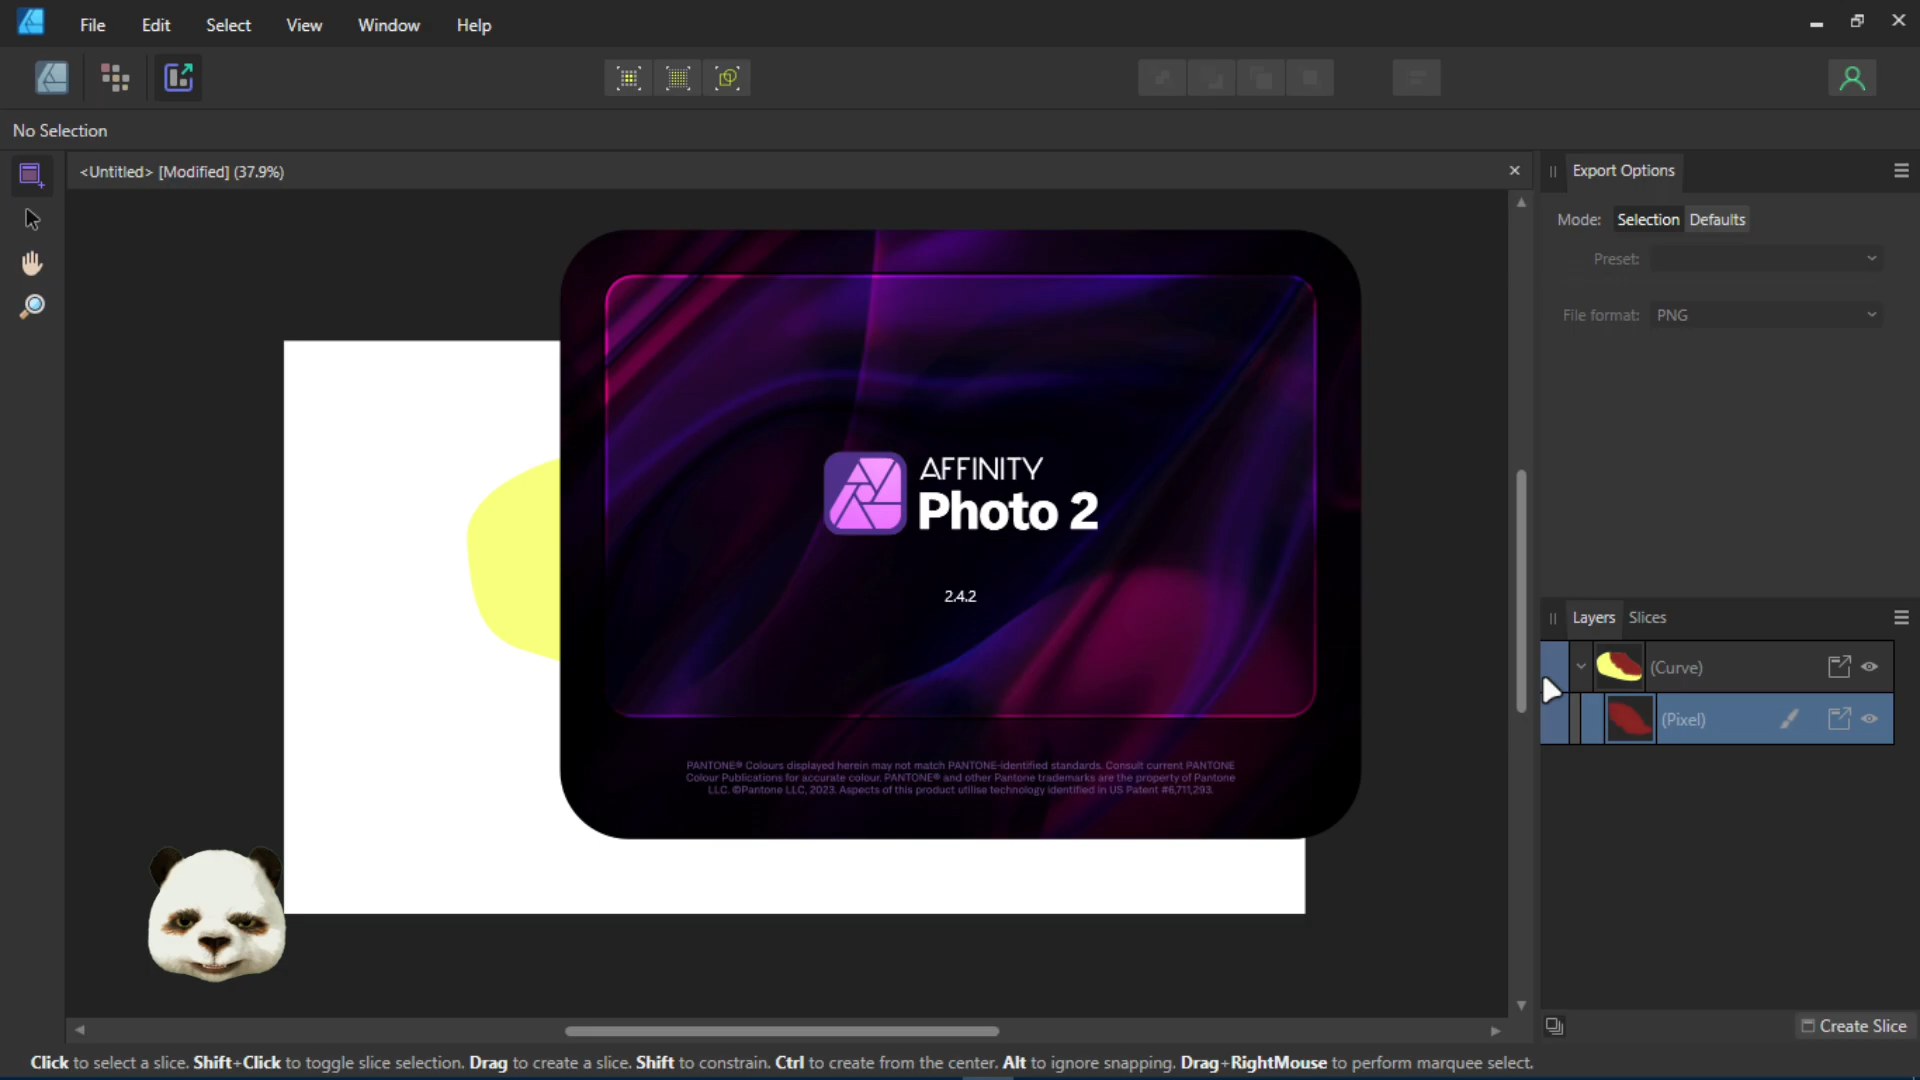 File Edit Select View Window Help
No Selection
<Untitled> [Modified] (37.9%)
Export Options
Mode: Selection Defaults
Preset:
File format: PNG
AFFINITY
Photo 2
2.4.2
PANTONE® Colours displayed herein may not match PANTONE-identified standards. Consult current PANTONE
Colour Publications for accurate colour. PANTONE® and other Pantone trademarks are the property of Pantone
LLC. ©Pantone LLC, 2023. Aspects of this product utilise technology identified in US Patent #6,711,293.
Layers Slices
(Curve)
(Pixel)
Create Slice
Click to select a slice. Shift+Click to toggle slice selection. Drag to create a slice. Shift to constrain. Ctrl to create from the center. Alt to ignore snapping. Drag+RightMouse to perform marquee select.